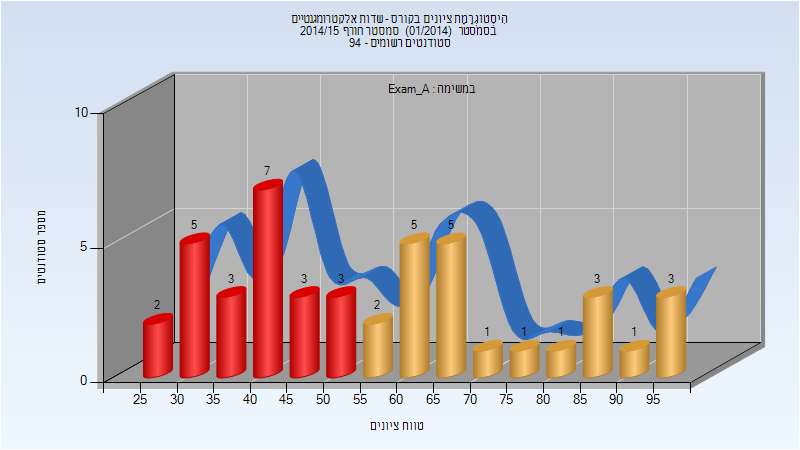 היסטוגרמת ציונים בקורס - שדות אלקטרומגנטיים
בסמסטר (01/2014) סמסטר חורף 2014/15
סטודנטים רשומים - 94
במשימה : Exam_A
מספר סטודנטים
10
5
0
2
5
3
7
3
3
2
5
5
1
1
1
3
1
3
25 30 35 40 45 50 55 60 65 70 75 80 85 90 95
טווח ציונים